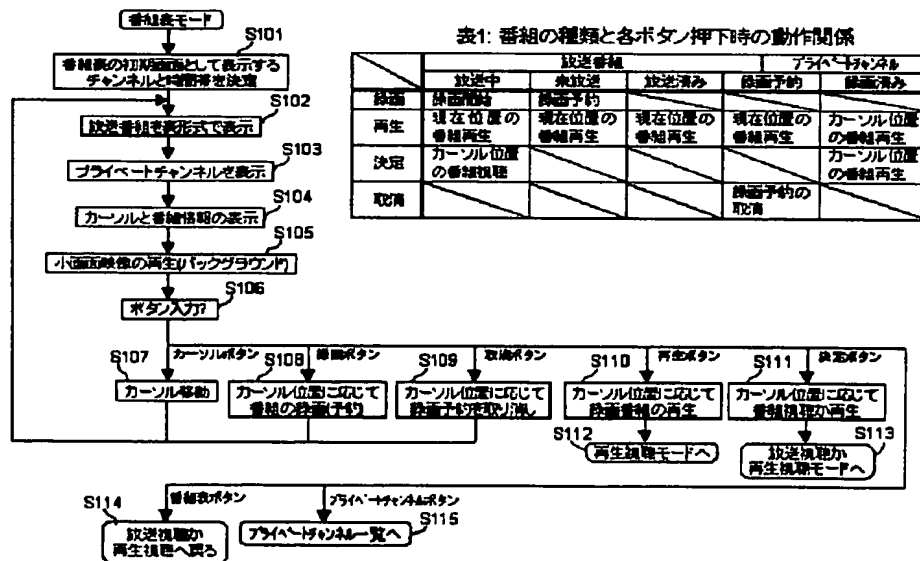 番組表モード
S101
番組表の初期画面として表示する
チャンネルと時間帯を決定
S102
放送番組を表形式で表示
S103
プライベートチャンネルを表示
S104
カーソルと番組情報の表示
S105
小画面映像の再生(バックグラウンド)
S106
ボタン入力?
表1: 番組の種類と各ボタン押下時の動作関係
放送番組
プライベートチャンネル
放送中
未放送
放送済み
録画予約
録画済み
録画
録画開始
録画予約
再生
現在位置の
番組再生
現在位置の
番組再生
現在位置の
番組再生
現在位置の
番組再生
カーソル位置
の番組再生
決定
カーソル位置
の番組視聴
カーソル位置
の番組再生
取消
録画予約の
取消
S107
カーソルボタン
カーソル移動
S108
録画ボタン
カーソル位置に応じて
番組の録画(予約)
S109
取消ボタン
カーソル位置に応じて
録画予約を取り消し
S110
再生ボタン
カーソル位置に応じて
録画番組の再生
S111
決定ボタン
カーソル位置に応じて
番組視聴か再生
S112
再生視聴モードへ
S113
放送視聴か
再生視聴モードへ
S114
番組表ボタン
放送視聴か
再生視聴へ戻る
プライベートチャンネルボタン
S115
プライベートチャンネル一覧へ